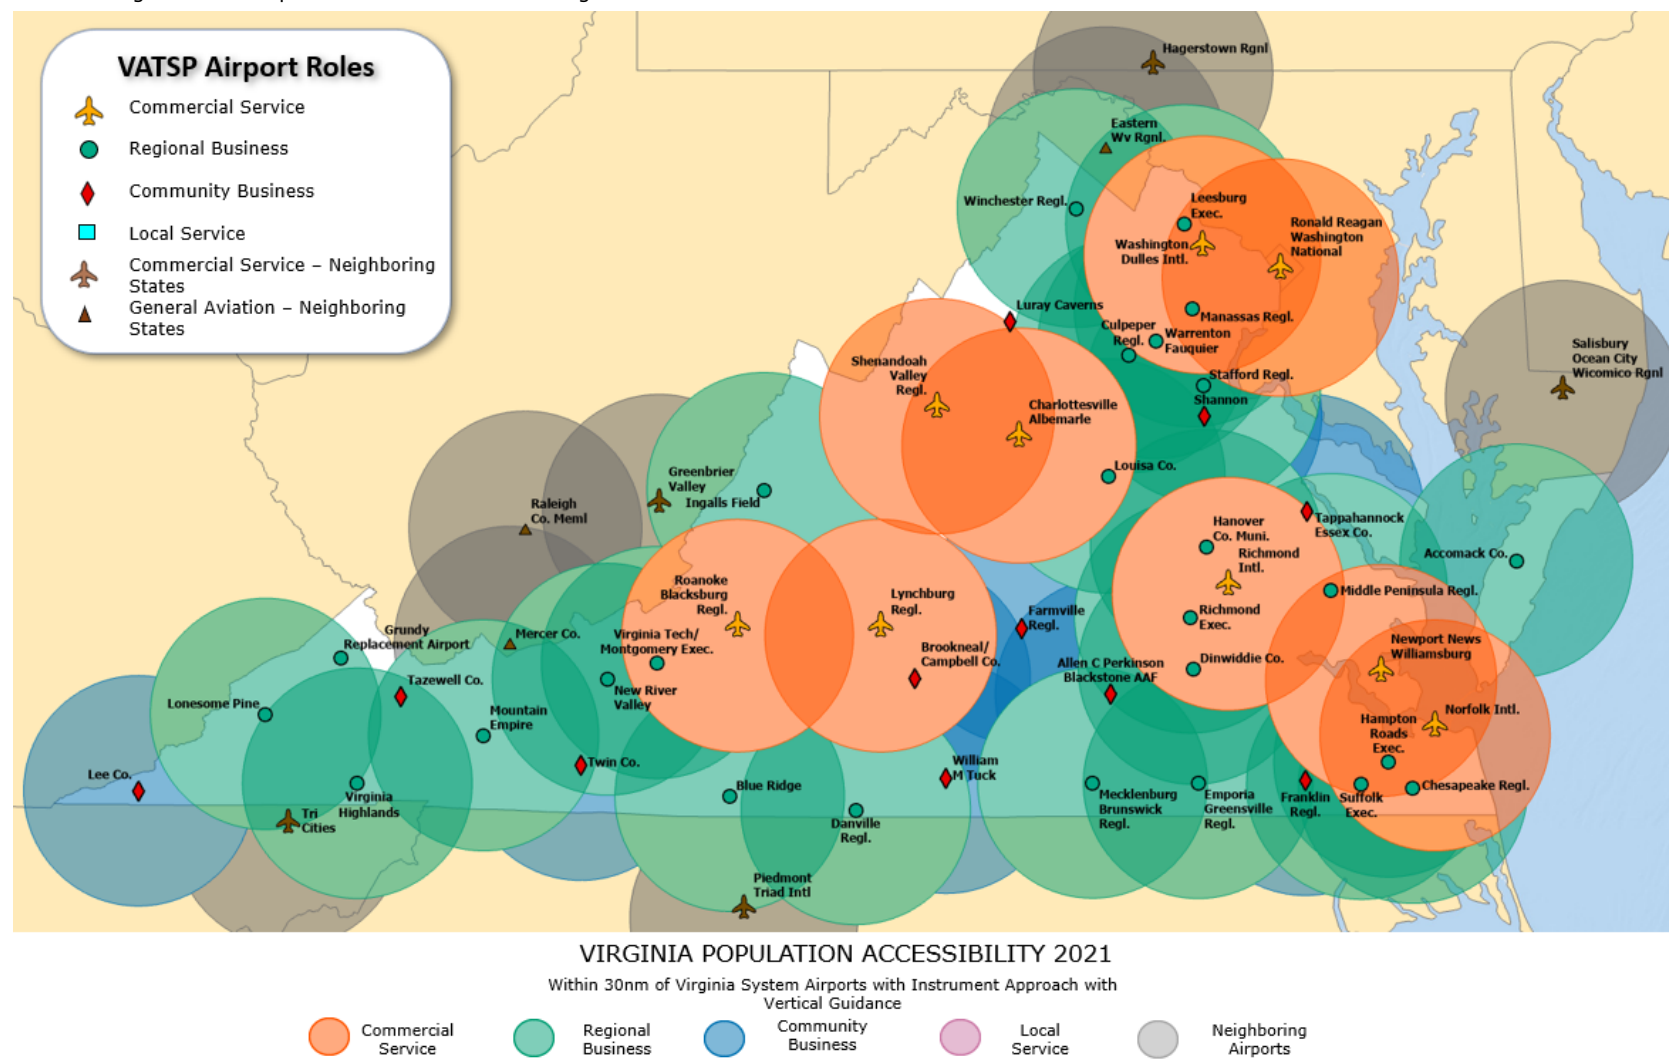 VATSP Airport Roles
Commercial Service
Regional Business
Community Business
Local Service
Commercial Service – Neighboring
States
General Aviation – Neighboring
States
Hagerstown Rgnl
Eastern
Wv Rgnl.
Winchester Regl.
Leesburg
Exec.
Washington
Dulles Intl.
Ronald Reagan
Washington
National
Luray Caverns
Manassas Regl.
Culpeper
Regl.
Warrenton
Fauquier
Stafford Regl.
Shannon
Salisbury
Ocean City
Wicomico Rgnl
Shenandoah
Valley
Regl.
Charlottesville
Albemarle
Louisa Co.
Greenbrier
Valley
Ingalls Field
Raleigh
Co. Meml
Hanover
Co. Muni.
Richmond
Intl.
Tappahannock
Essex Co.
Accomack Co.
Middle Peninsula Regl.
Roanoke
Blacksburg
Regl.
Lynchburg
Regl.
Farmville
Regl.
Richmond
Exec.
Grundy
Replacement Airport
Mercer Co.
Virginia Tech/
Montgomery Exec.
Brookneal/
Campbell Co.
Allen C Perkinson
Blackstone AAF
Dinwiddie Co.
Newport News
Williamsburg
Lonesome Pine
Tazewell Co.
New River
Valley
Mountain
Empire
Norfolk Intl.
Hampton
Roads
Exec.
Lee Co.
Twin Co.
William
M Tuck
Virginia
Highlands
Tri
Cities
Blue Ridge
Danville
Regl.
Mecklenburg
Brunswick
Regl.
Emporia
Greensville
Regl.
Franklin
Regl.
Suffolk
Exec.
Chesapeake Regl.
Piedmont
Triad Intl
VIRGINIA POPULATION ACCESSIBILITY 2021
Within 30nm of Virginia System Airports with Instrument Approach with
Vertical Guidance
Commercial
Service
Regional
Business
Community
Business
Local
Service
Neighboring
Airports